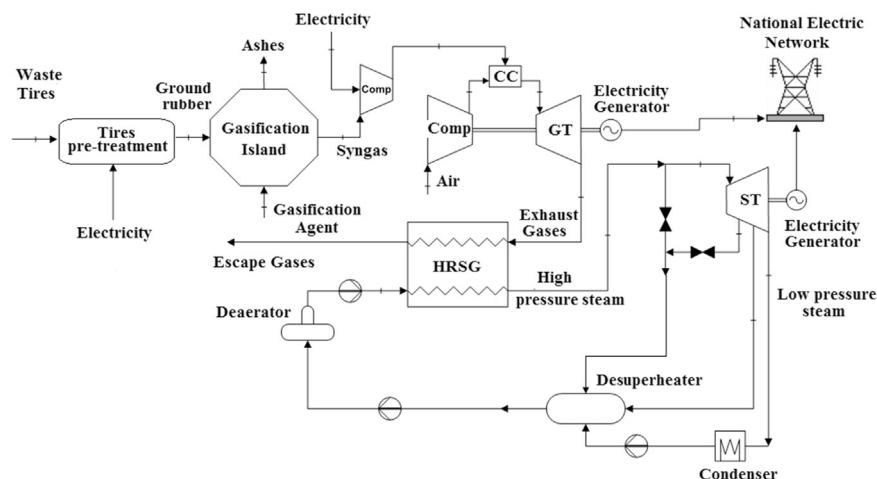 Electricity
National Electric
Network
Ashes
Waste
Tires
Ground
rubber
Comp
CC
Electricity
Generator
Tires
pre-treatment
Gasification
Island
Syngas
Comp
GT
Air
ST
Gasification
Agent
Electricity
Exhaust
Gases
Electricity
Generator
Escape Gases
HRSG
High
pressure steam
Low pressure
steam
Deaerator
Desuperheater
Condenser